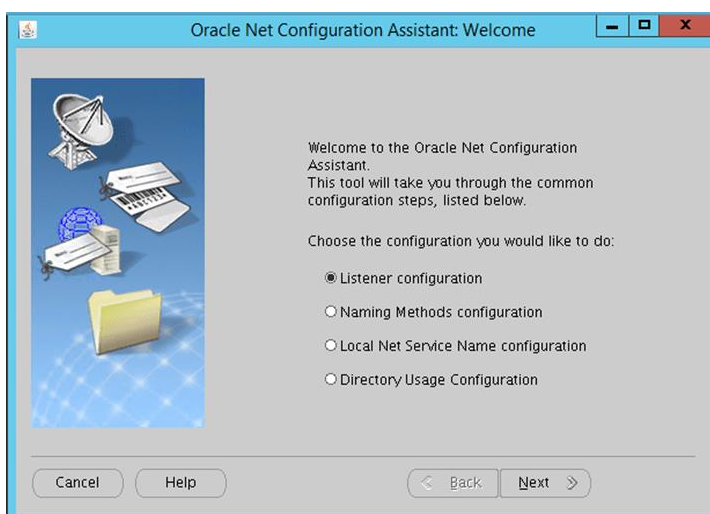 Oracle Net Configuration Assistant: Welcome
Welcome to the Oracle Net Configuration
Assistant.
This tool will take you through the common
configuration steps, listed below.
Choose the configuration you would like to do:
Listener configuration
Naming Methods configuration
Local Net Service Name configuration
Directory Usage Configuration
Cancel
Help
Back
Next